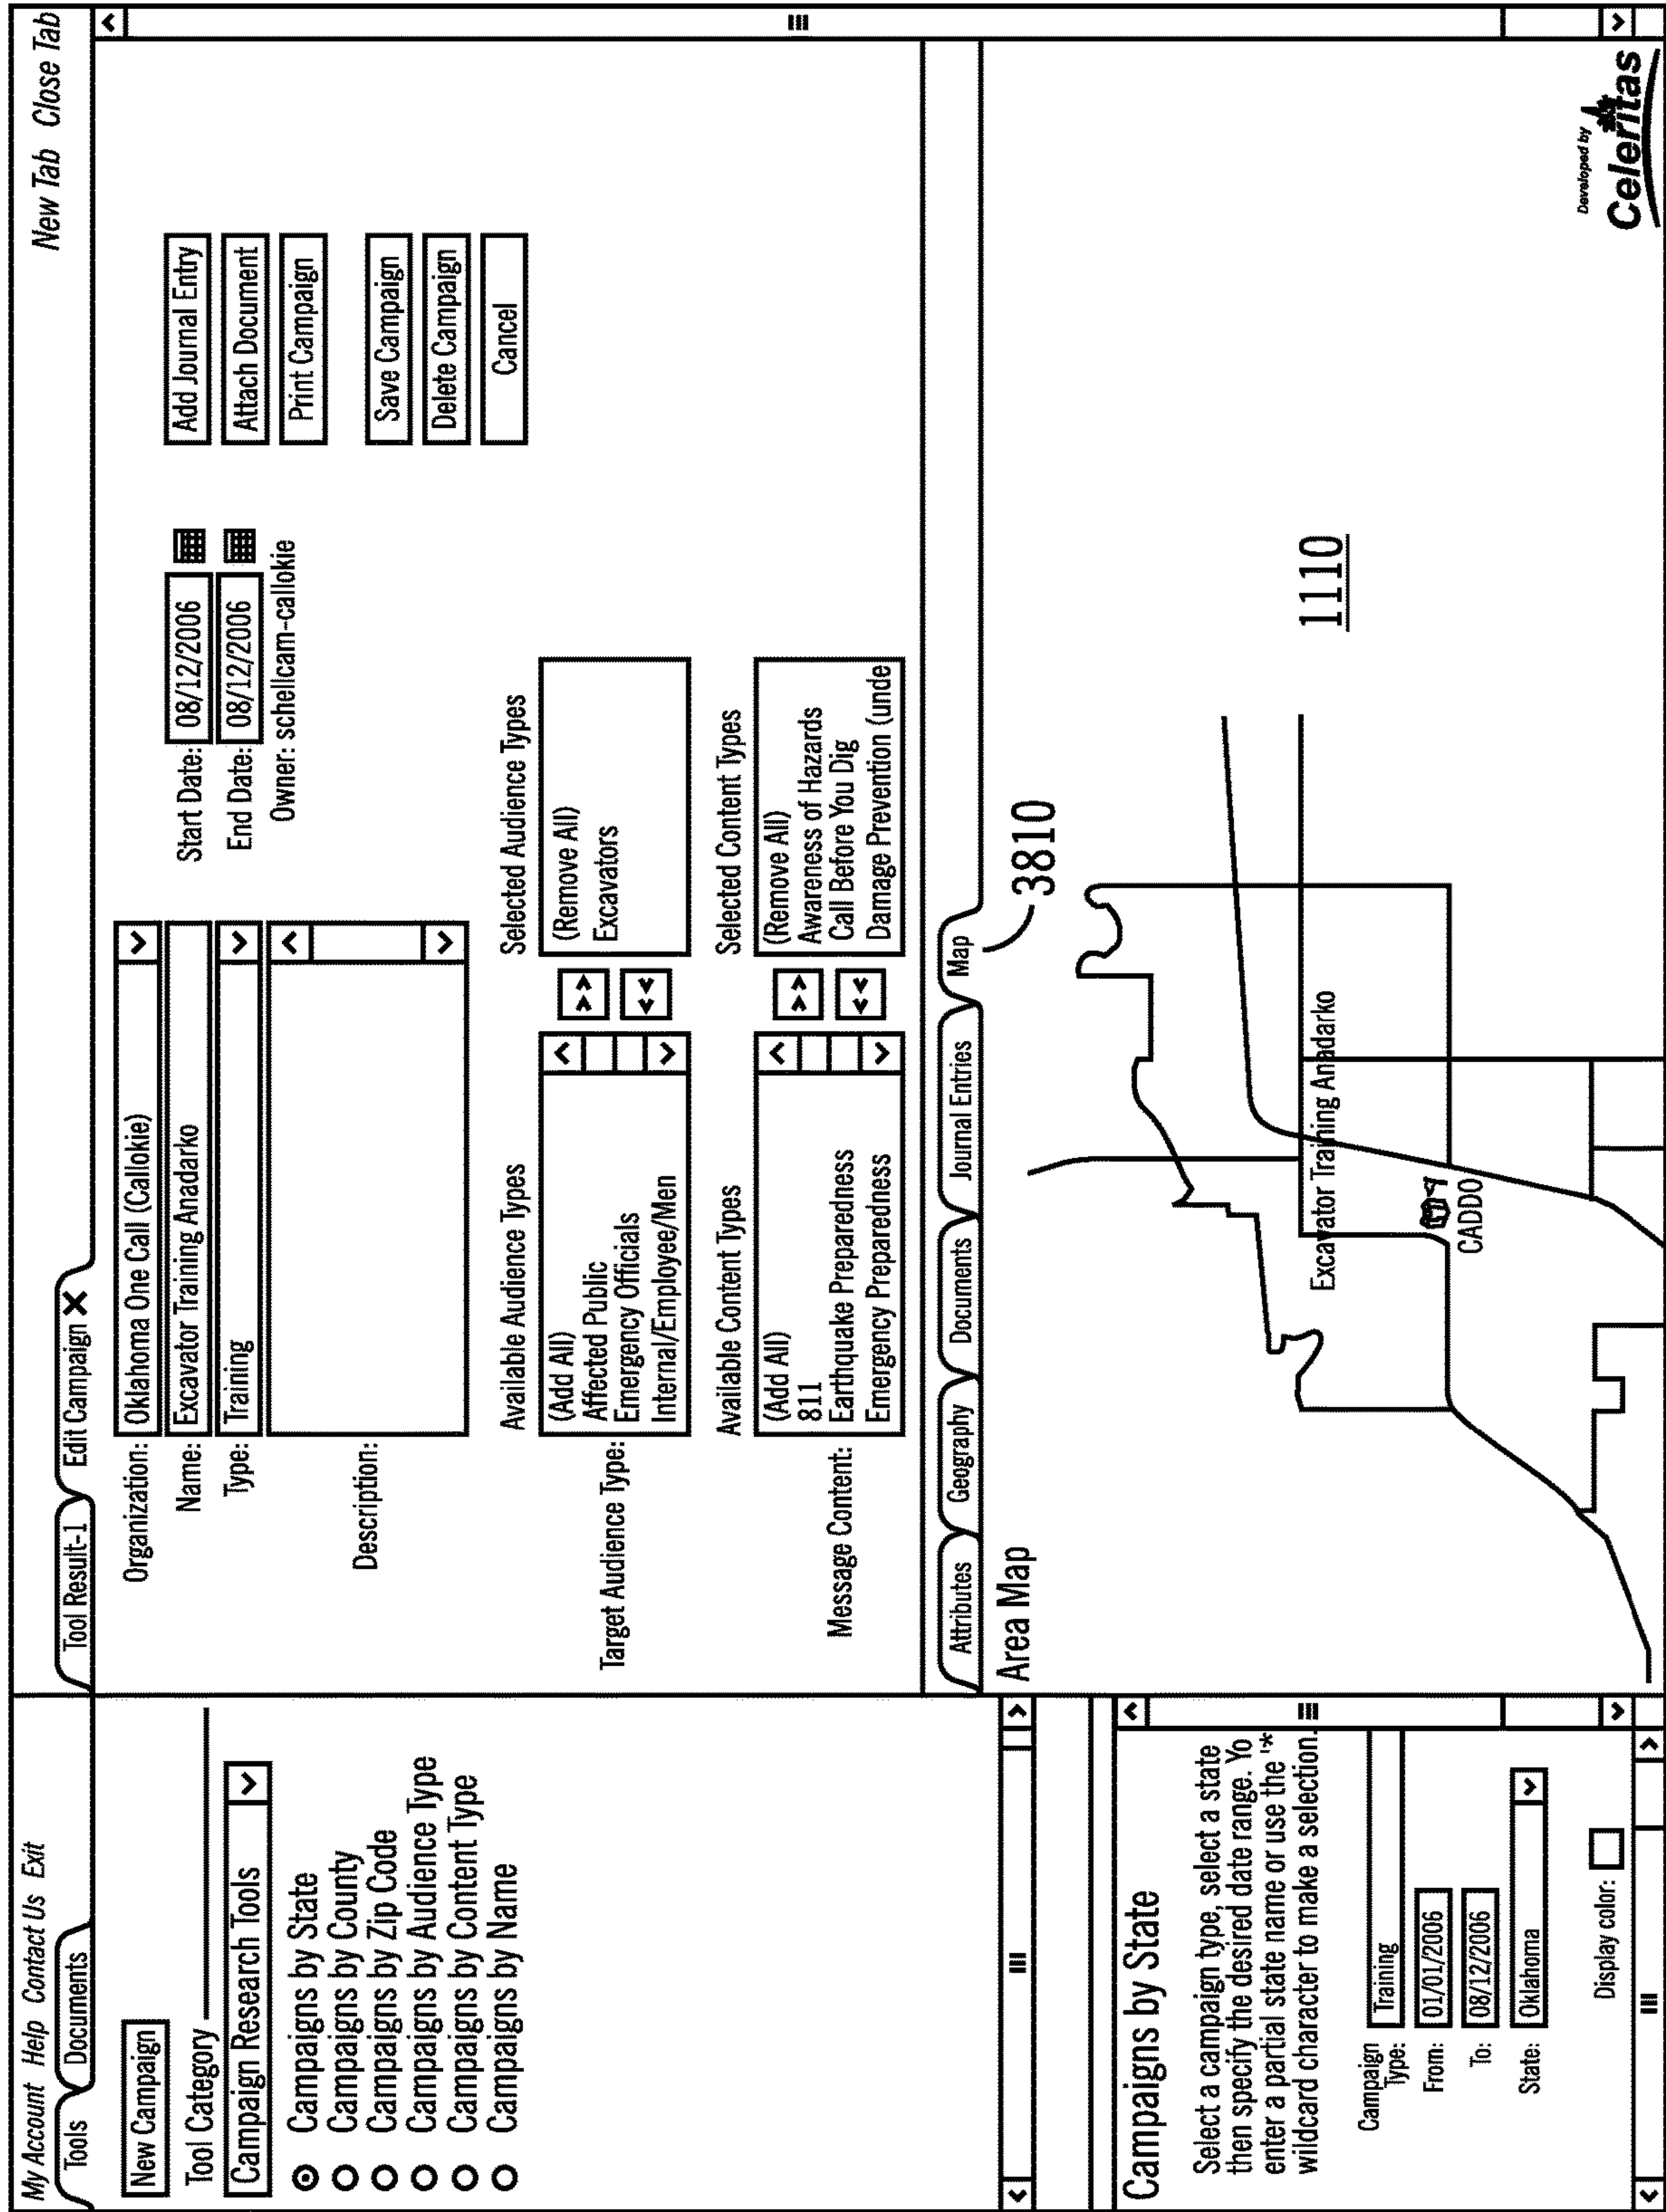 My Account Help Contact Us Exit
Tools
Documents
New Campaign
Tool Category
Campaign Research Tools
Campaigns by State
Campaigns by County
Campaigns by Zip Code
Campaigns by Audience Type
Campaigns by Content Type
Campaigns by Name
Campaigns by State
Select a campaign type, select a state
then specify the desired date range. Yo
enter a partial state name or use the '*
wildcard character to make a selection.
Campaign
Type: Training
From: 01/01/2006
To: 08/12/2006
State: Oklahoma
Display color:
New Tab Close Tab
Tool Result-1
Edit Campaign X
Organization: Oklahoma One Call (Callokie)
Name: Excavator Training Anadarko
Type: Training
Description:
Start Date: 08/12/2006
End Date: 08/12/2006
Owner: schellcam-callokie
Add Journal Entry
Attach Document
Print Campaign
Save Campaign
Delete Campaign
Cancel
Target Audience Type:
Available Audience Types
(Add All)
Affected Public
Emergency Officials
Internal/Employee/Men
>>
<<
Selected Audience Types
(Remove All)
Excavators
Message Content:
Available Content Types
(Add All)
811
Earthquake Preparedness
Emergency Preparedness
>>
<<
Selected Content Types
(Remove All)
Awareness of Hazards
Call Before You Dig
Damage Prevention (unde
Attributes
Geography
Documents
Journal Entries
Map
3810
Area Map
Excavator Training Anadarko
CADDO
1110
Developed by
Celeritas